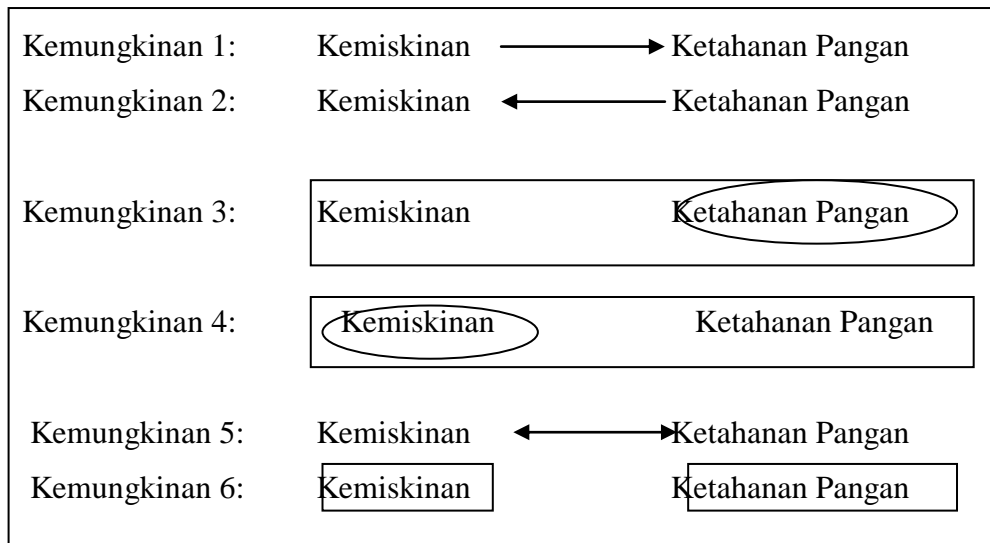 Kemungkinan 1: Kemiskinan Ketahanan Pangan
Kemungkinan 2: Kemiskinan Ketahanan Pangan
Kemungkinan 3: Kemiskinan Ketahanan Pangan
Kemungkinan 4: Kemiskinan Ketahanan Pangan
Kemungkinan 5: Kemiskinan Ketahanan Pangan
Kemungkinan 6: Kemiskinan Ketahanan Pangan